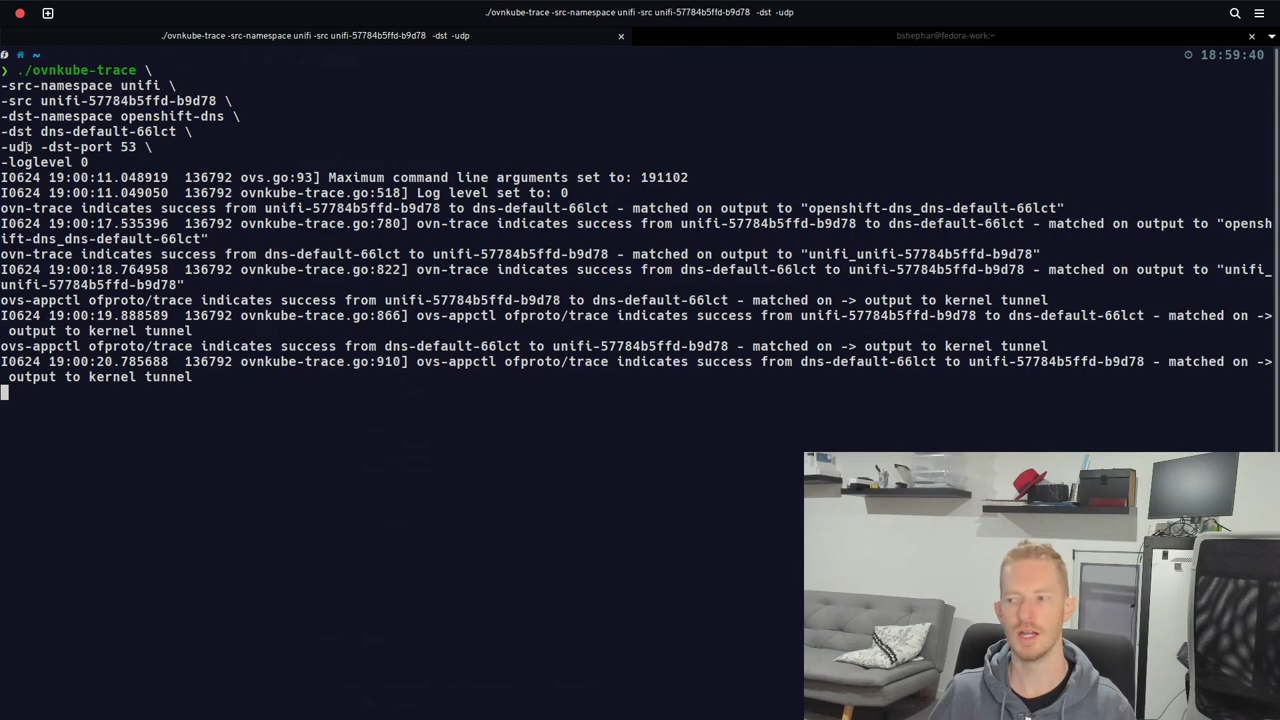 ./ovnkube-trace -src-namespace unifi -src unifi-57784b5ffd-b9d78 -dst -udp
./ovnkube-trace -src-namespace unifi -src unifi-57784b5ffd-b9d78 -dst -udp
bshephar@fedora-work:~
~ 18:59:40
❯ ./ovnkube-trace \
-src-namespace unifi \
-src unifi-57784b5ffd-b9d78 \
-dst-namespace openshift-dns \
-dst dns-default-66lct \
-udp -dst-port 53 \
-loglevel 0
I0624 19:00:11.048919  136792 ovs.go:93] Maximum command line arguments set to: 191102
I0624 19:00:11.049050  136792 ovnkube-trace.go:518] Log level set to: 0
ovn-trace indicates success from unifi-57784b5ffd-b9d78 to dns-default-66lct - matched on output to "openshift-dns_dns-default-66lct"
I0624 19:00:17.535396  136792 ovnkube-trace.go:780] ovn-trace indicates success from unifi-57784b5ffd-b9d78 to dns-default-66lct - matched on output to "opensh
ift-dns_dns-default-66lct"
ovn-trace indicates success from dns-default-66lct to unifi-57784b5ffd-b9d78 - matched on output to "unifi_unifi-57784b5ffd-b9d78"
I0624 19:00:18.764958  136792 ovnkube-trace.go:822] ovn-trace indicates success from dns-default-66lct to unifi-57784b5ffd-b9d78 - matched on output to "unifi_
unifi-57784b5ffd-b9d78"
ovs-appctl ofproto/trace indicates success from unifi-57784b5ffd-b9d78 to dns-default-66lct - matched on -> output to kernel tunnel
I0624 19:00:19.888589  136792 ovnkube-trace.go:866] ovs-appctl ofproto/trace indicates success from unifi-57784b5ffd-b9d78 to dns-default-66lct - matched on ->
 output to kernel tunnel
ovs-appctl ofproto/trace indicates success from dns-default-66lct to unifi-57784b5ffd-b9d78 - matched on -> output to kernel tunnel
I0624 19:00:20.785688  136792 ovnkube-trace.go:910] ovs-appctl ofproto/trace indicates success from dns-default-66lct to unifi-57784b5ffd-b9d78 - matched on ->
 output to kernel tunnel